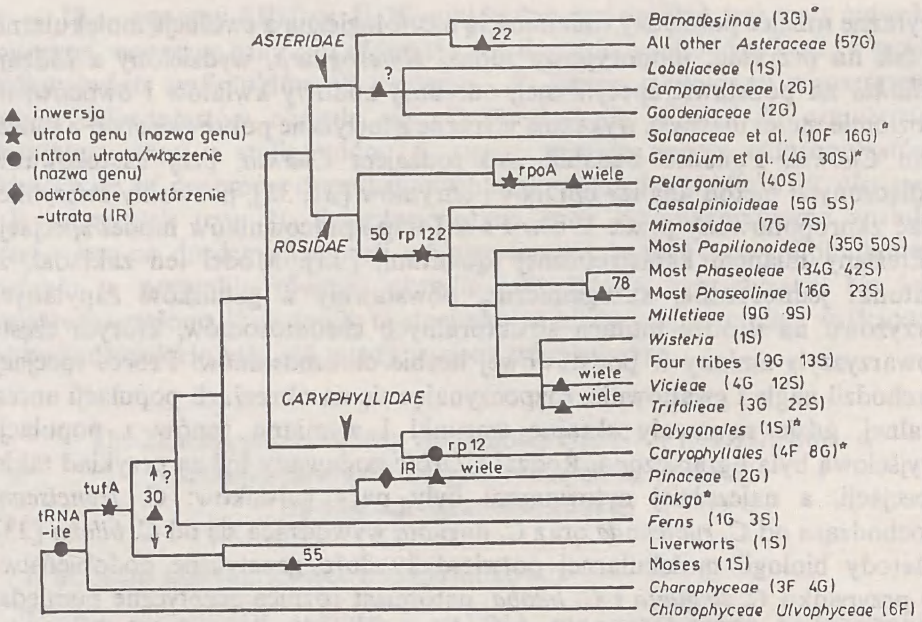 ASTERIDAE
22
?
▲ inwersja
★ utrata genu (nazwa genu)
● intron utrata/włączenie
(nazwa genu)
♦ odwrócone powtórzenie
-utrata (IR)
rpoA
wiele
ROSIDAE
50, rp122
78
wiele
wiele
CARYPHYLLIDAE
rp12
IR
wiele
?
tufA
30
tRNA
-ile
?
55
Barnadesiinae (3G)*
All other Asteraceae (57G)
Lobeliaceae (1S)
Campanulaceae (2G)
Goodeniaceae (2G)
Solanaceae et al. (10F 16G)*
Geranium et al. (4G 30S)*
Pelargonium (40S)
Caesalpinioideae (5G 5S)
Mimosoidae (7G 7S)
Most Papilionoideae (35G 50S)
Most Phaseoleae (34G 42S)
Most Phaseolinae (16G 23S)
Milletieae (9G 9S)
Wisteria (1S)
Four tribes (9G 13S)
Vicieae (4G 12S)
Trifolieae (3G 22S)
Polygonales (1S)*
Caryophyllales (4F 8G)*
Pinaceae (2G)
Ginkgo*
Ferns (1G 3S)
Liverworts (1S)
Moses (1S)
Charophyceae (3F 4G)
Chlorophyceae Ulvophyceae (6F)